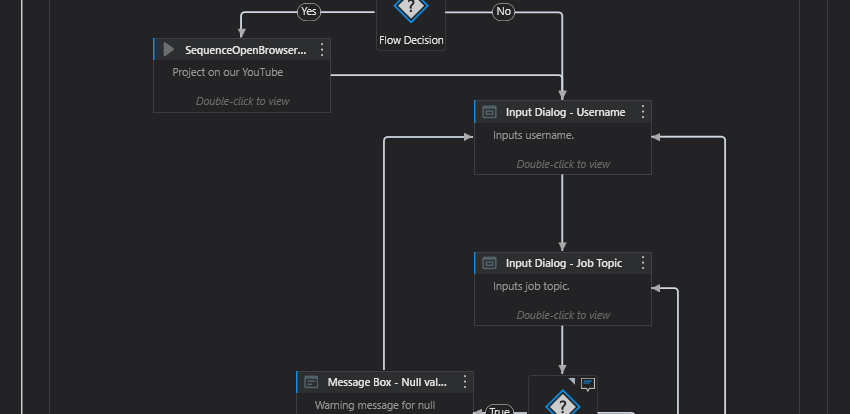 Yes
No
Flow Decision
SequenceOpenBrowser...
Project on our YouTube
Double-click to view
Input Dialog - Username
Inputs username.
Double-click to view
Input Dialog - Job Topic
Inputs job topic.
Double-click to view
Message Box - Null val...
Warning message for null
True